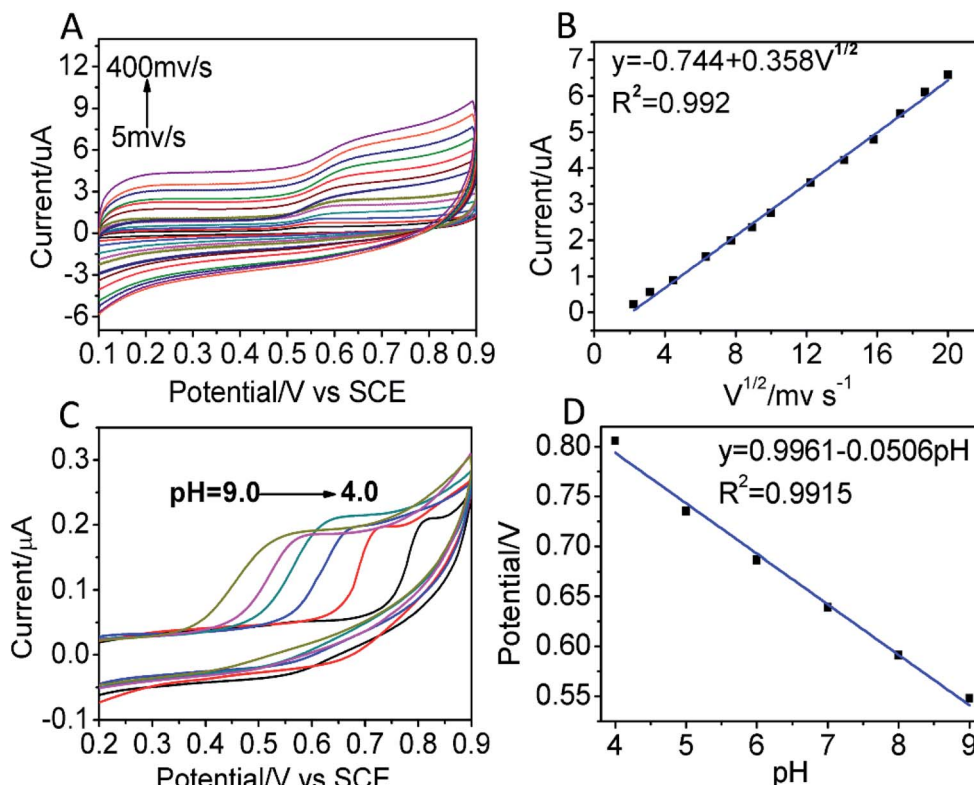 A
400mv/s
5mv/s
12
9
6
3
0
-3
-6
Current/uA
0.1 0.2 0.3 0.4 0.5 0.6 0.7 0.8 0.9
Potential/V vs SCE
B
y=-0.744+0.358V^1/2
R²=0.992
7
6
5
4
3
2
1
0
Current/uA
0 4 8 12 16 20
V^1/2/mv s⁻¹
C
pH=9.0 4.0
0.3
0.2
0.1
0.0
-0.1
Current/μA
0.2 0.3 0.4 0.5 0.6 0.7 0.8 0.9
Potential/V vs SCE
D
y=0.9961-0.0506pH
R²=0.9915
0.80
0.75
0.70
0.65
0.60
0.55
Potential/V
4 5 6 7 8 9
pH